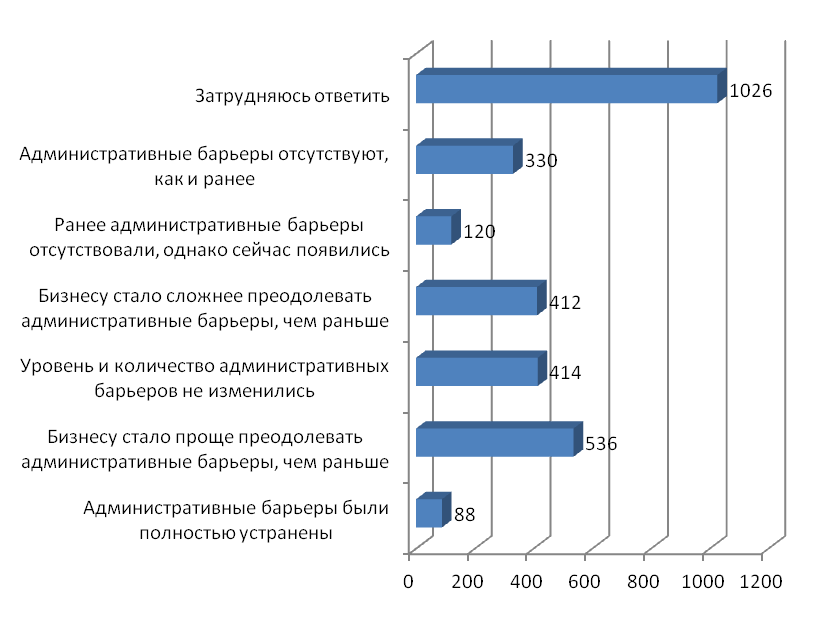 Затрудняюсь ответить
1026
Административные барьеры отсутствуют,
как и ранее
330
Ранее административные барьеры
отсутствовали, однако сейчас появились
120
Бизнесу стало сложнее преодолевать
административные барьеры, чем раньше
412
Уровень и количество административных
барьеров не изменились
414
Бизнесу стало проще преодолевать
административные барьеры, чем раньше
536
Административные барьеры были
полностью устранены
88
0 200 400 600 800 1000 1200